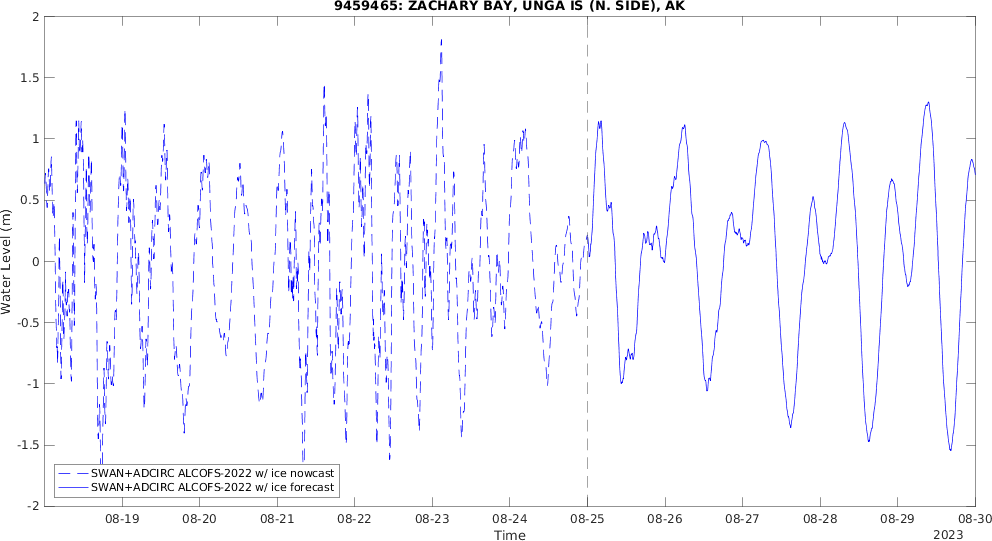 9459465: ZACHARY BAY, UNGA IS (N. SIDE), AK
Water Level (m)
2
1.5
1
0.5
0
-0.5
-1
-1.5
-2
SWAN+ADCIRC ALCOFS-2022 w/ ice nowcast
SWAN+ADCIRC ALCOFS-2022 w/ ice forecast
08-19 08-20 08-21 08-22 08-23 08-24 08-25 08-26 08-27 08-28 08-29 08-30
Time
2023